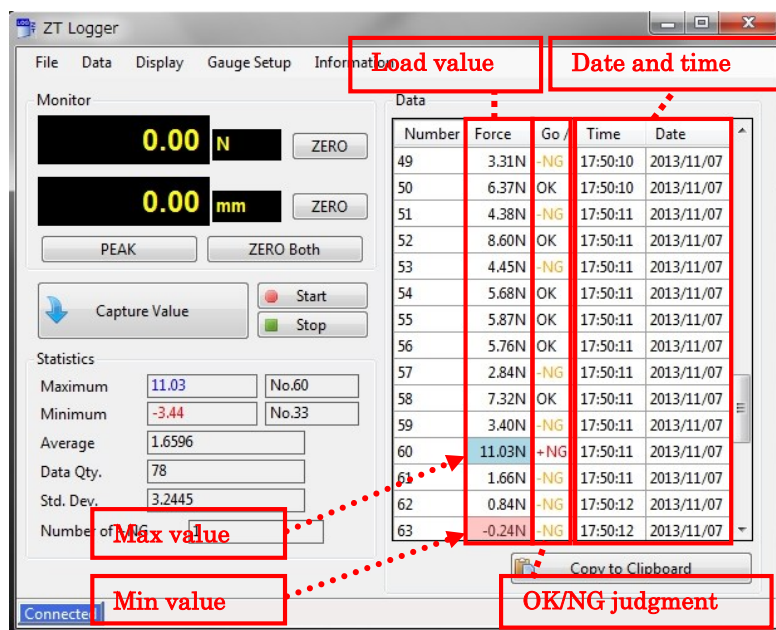 ZT Logger
File Data Display Gauge Setup Information
Load value
Date and time
Monitor
0.00 N ZERO
0.00 mm ZERO
PEAK ZERO Both
Capture Value
Start
Stop
Statistics
Maximum 11.03 No.60
Minimum -3.44 No.33
Average 1.6596
Data Qty. 78
Std. Dev. 3.2445
Number of NG 1
Max value
Min value
Connected
Data
Number Force Go / Time Date
49 3.31N -NG 17:50:10 2013/11/07
50 6.37N OK 17:50:10 2013/11/07
51 4.38N -NG 17:50:11 2013/11/07
52 8.60N OK 17:50:11 2013/11/07
53 4.45N -NG 17:50:11 2013/11/07
54 5.68N OK 17:50:11 2013/11/07
55 5.87N OK 17:50:11 2013/11/07
56 5.76N OK 17:50:11 2013/11/07
57 2.84N -NG 17:50:11 2013/11/07
58 7.32N OK 17:50:11 2013/11/07
59 3.40N -NG 17:50:11 2013/11/07
60 11.03N +NG 17:50:11 2013/11/07
61 1.66N -NG 17:50:11 2013/11/07
62 0.84N -NG 17:50:12 2013/11/07
63 -0.24N -NG 17:50:12 2013/11/07
Copy to Clipboard
OK/NG judgment